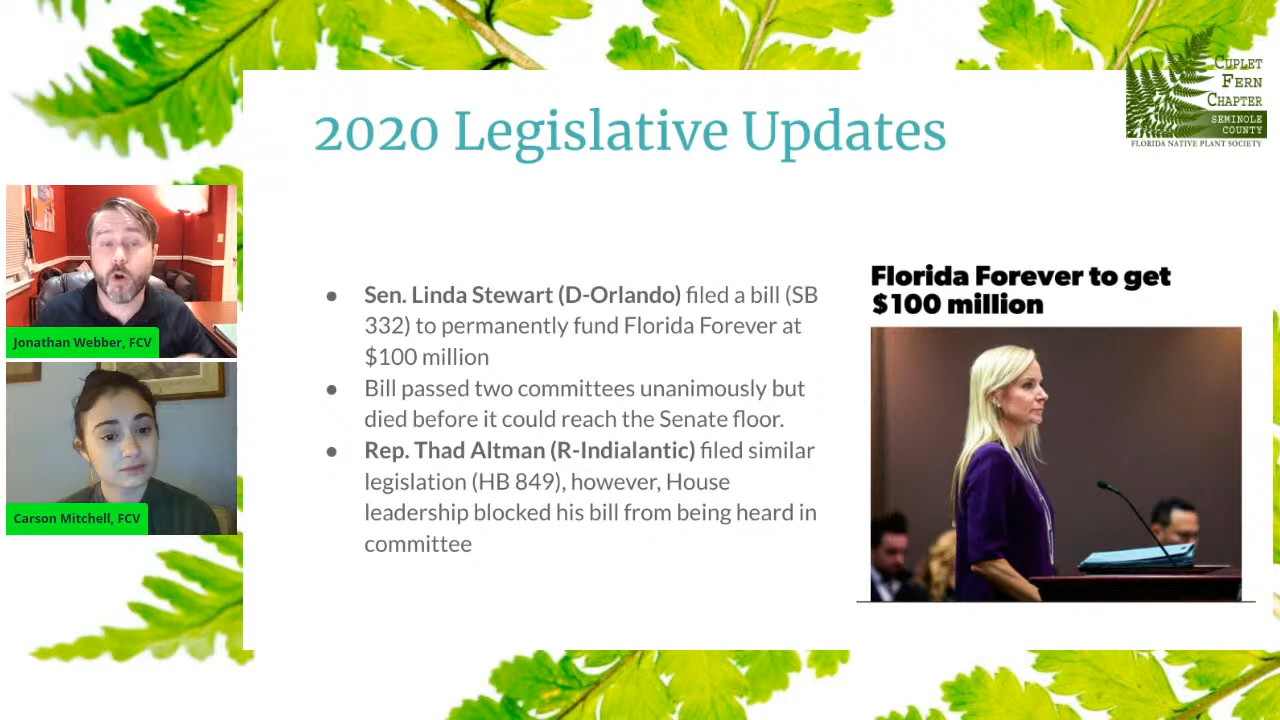 2020 Legislative Updates
CUPLET
FERN
CHAPTER
SEMINOLE
COUNTY
FLORIDA NATIVE PLANT SOCIETY
Jonathan Webber, FCV
Carson Mitchell, FCV
● Sen. Linda Stewart (D-Orlando) filed a bill (SB
332) to permanently fund Florida Forever at
$100 million
● Bill passed two committees unanimously but
died before it could reach the Senate floor.
● Rep. Thad Altman (R-Indialantic) filed similar
legislation (HB 849), however, House
leadership blocked his bill from being heard in
committee
Florida Forever to get
$100 million